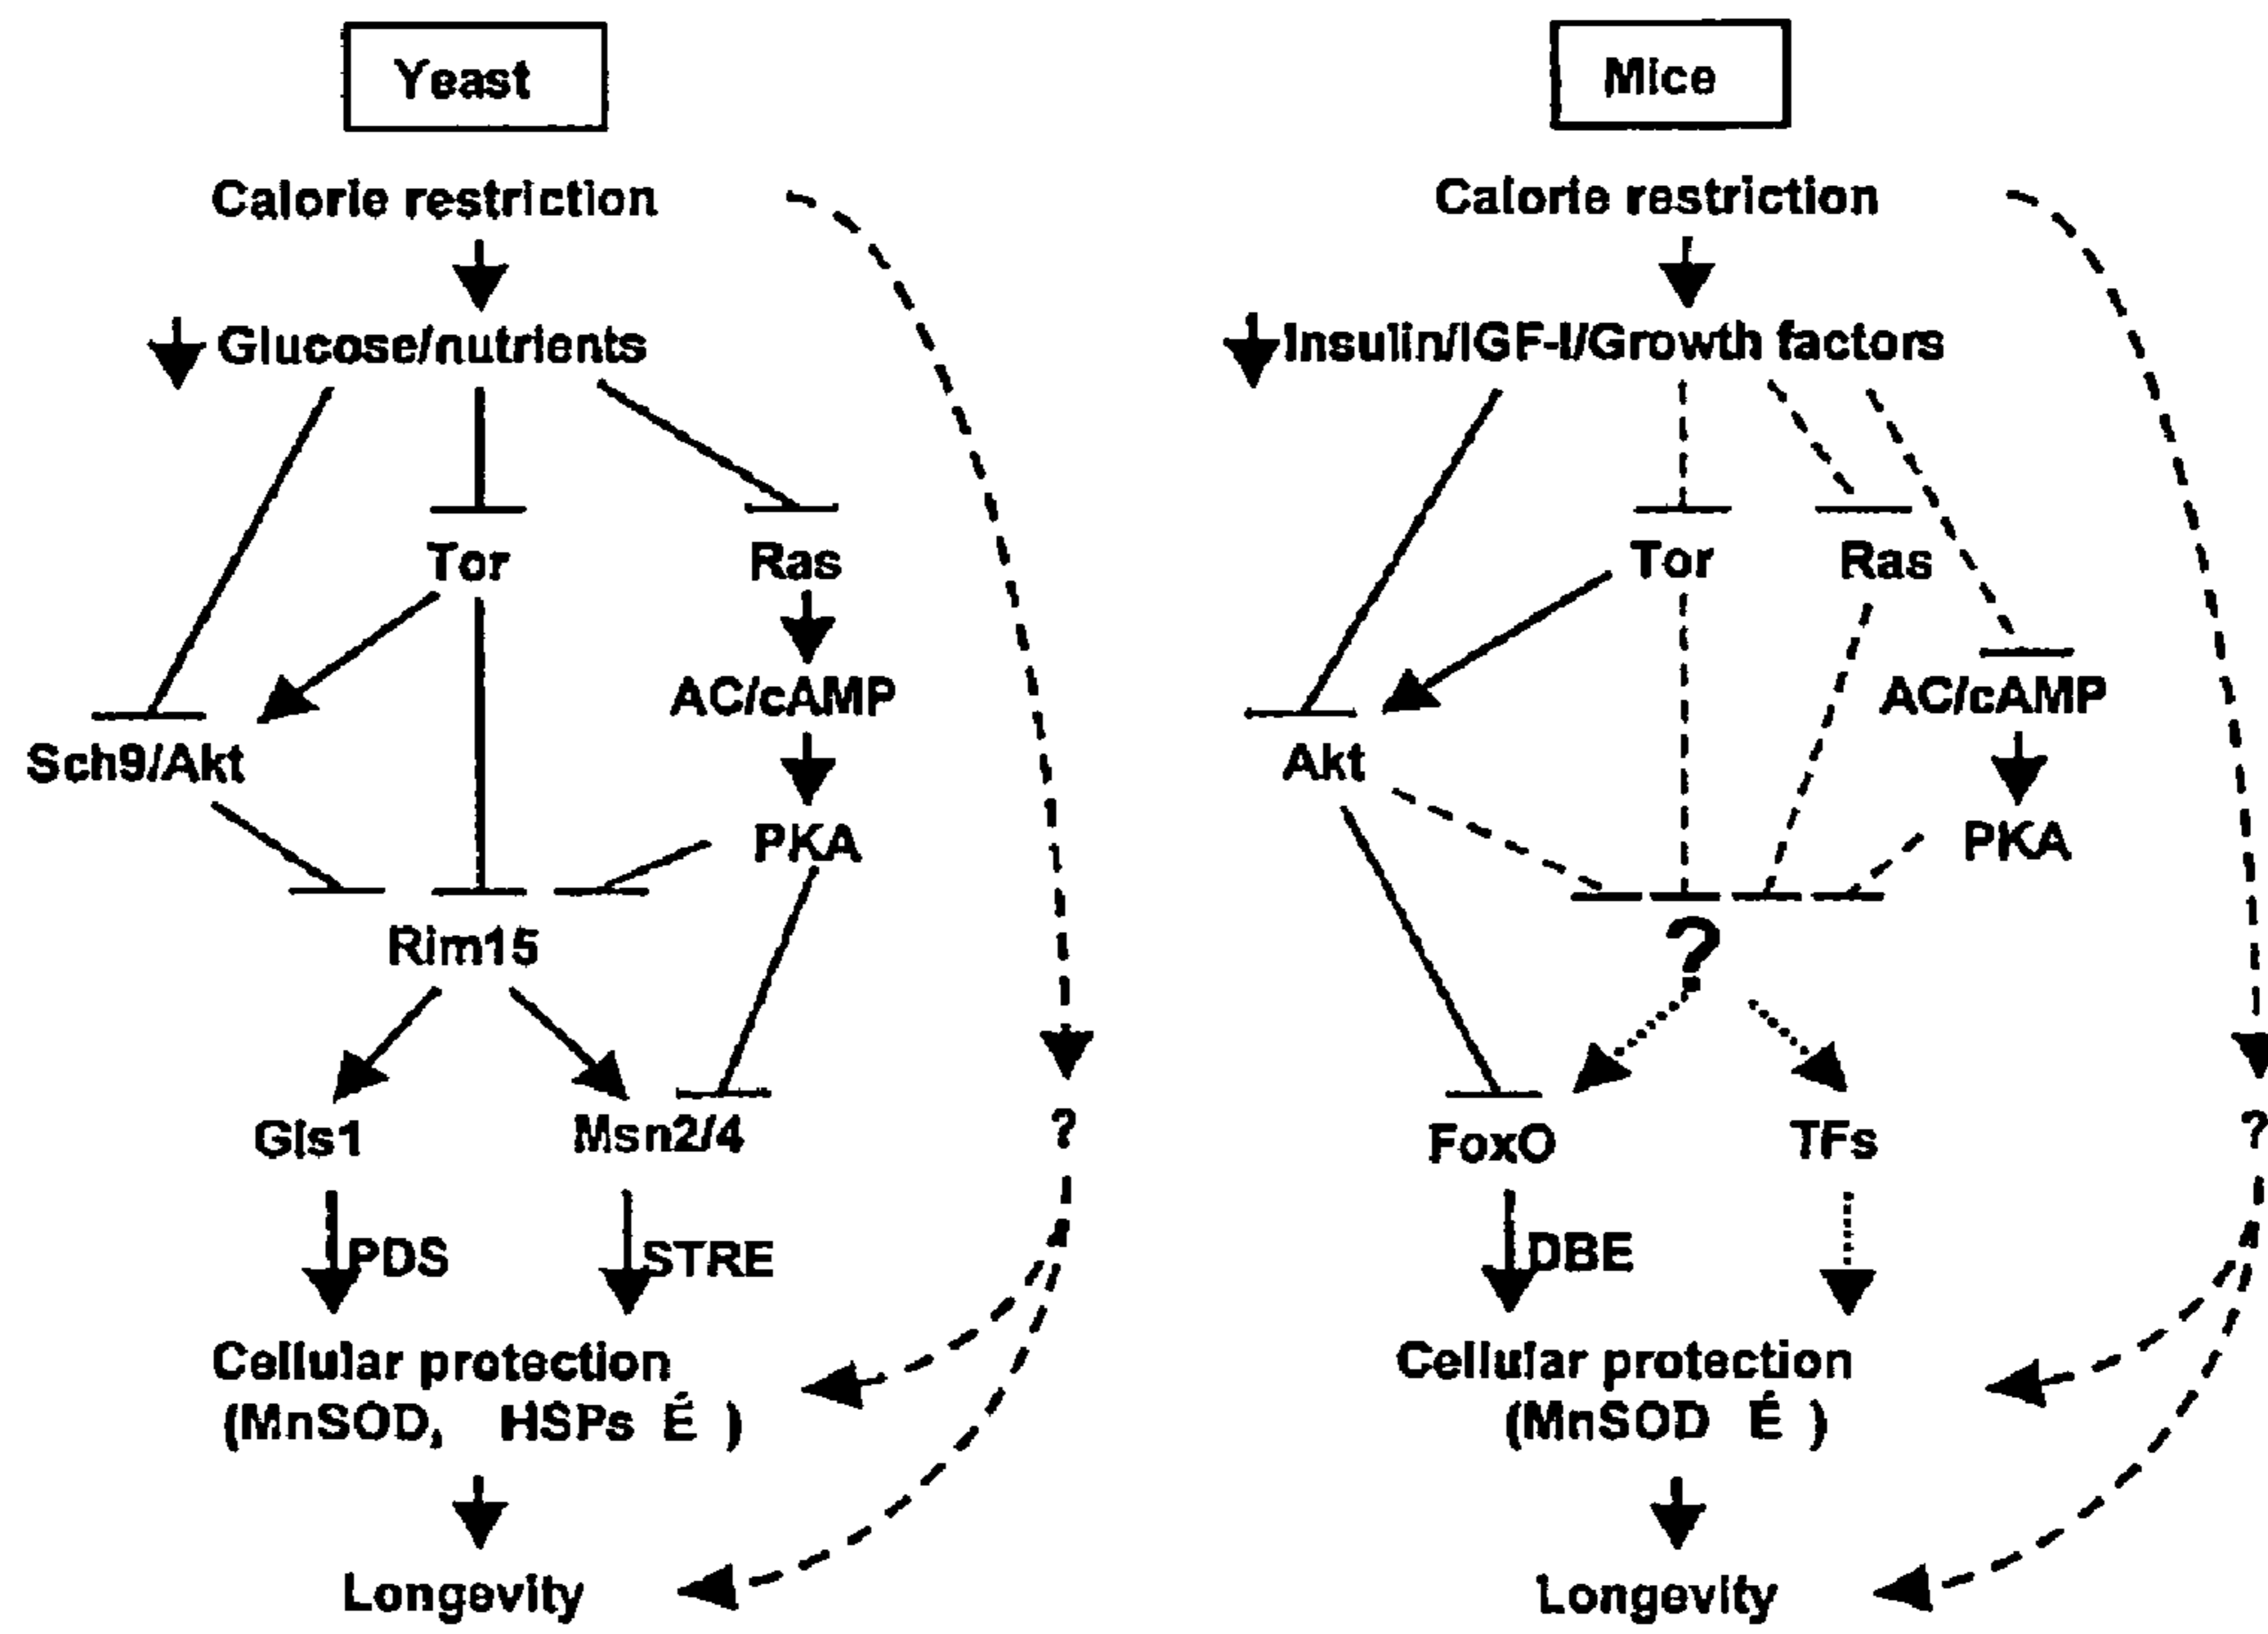 Yeast
Calorie restriction
Glucose/nutrients
Tor
Ras
AC/cAMP
Sch9/Akt
PKA
Rim15
Gis1
Msn2/4
?
PDS
STRE
Cellular protection
(MnSOD, HSPs É )
Longevity
Mice
Calorie restriction
Insulin/IGF-I/Growth factors
Tor
Ras
AC/cAMP
Akt
PKA
?
FoxO
TFs
?
DBE
Cellular protection
(MnSOD É )
Longevity